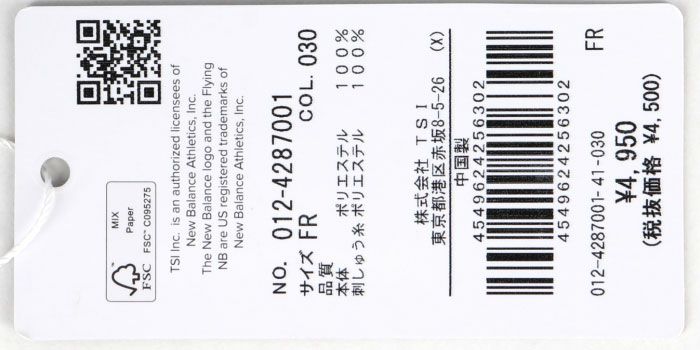 TSI Inc. is an authorized licensees of
New Balance Athletics, Inc.
The New Balance logo and the Flying
NB are US registered trademarks of
New Balance Athletics, Inc.
MIX
Paper
FSC™ C095275
FSC
NO. 012-4287001
サイズ FR COL. 030
品質
本体 ポリエステル 100%
刺しゅう糸 ポリエステル 100%
株式会社 TSI
東京都港区赤坂8-5-26 (X)
中国製
4549624256302
4549624256302
012-4287001-41-030 FR
¥4,950
(税抜価格 ¥4,500)